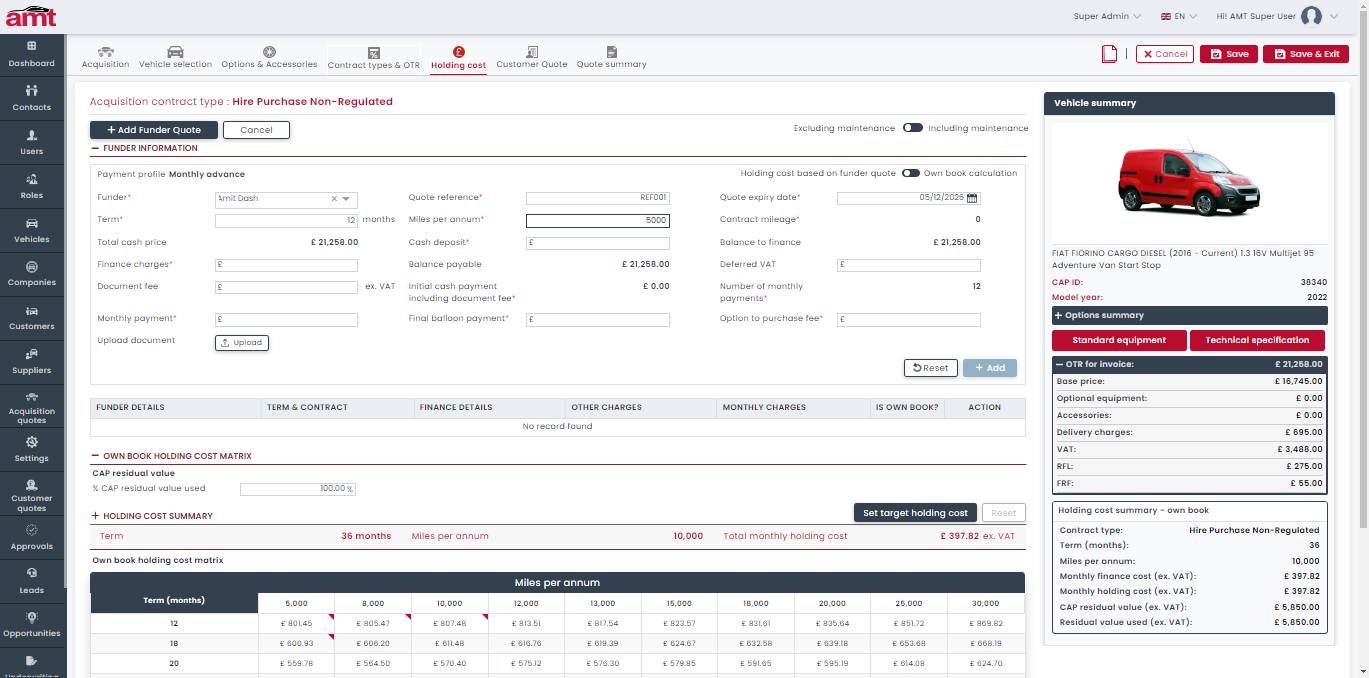 amt
Super Admin
EN
Hi! AMT Super User
Dashboard
Contacts
Users
Roles
Vehicles
Companies
Customers
Suppliers
Acquisition
quotes
Settings
Customer
quotes
Approvals
Leads
Opportunities
Underwriting
Acquisition
Vehicle selection
Options & Accessories
Contract types & OTR
Holding cost
Customer Quote
Quote summary
Cancel
Save
Save & Exit
Acquisition contract type : Hire Purchase Non-Regulated
+ Add Funder Quote
Cancel
Excluding maintenance
Including maintenance
FUNDER INFORMATION
Payment profile Monthly advance
Holding cost based on funder quote
Own book calculation
Funder*
Amit Dash
Quote reference*
REF001
Quote expiry date*
05/12/2026
Term*
12 months
Miles per annum*
5000
Contract mileage*
0
Total cash price
£ 21,258.00
Cash deposit*
£
Balance to finance
£ 21,258.00
Finance charges*
£
Balance payable
£ 21,258.00
Deferred VAT
£
Document fee
£
ex. VAT
Initial cash payment
including document fee*
£ 0.00
Number of monthly
payments*
12
Monthly payment*
£
Final balloon payment*
£
Option to purchase fee*
£
Upload document
Upload
Reset
+ Add
FUNDER DETAILS
TERM & CONTRACT
FINANCE DETAILS
OTHER CHARGES
MONTHLY CHARGES
IS OWN BOOK?
ACTION
No record found
OWN BOOK HOLDING COST MATRIX
CAP residual value
% CAP residual value used
100.00 %
HOLDING COST SUMMARY
Set target holding cost
Reset
Term
36 months
Miles per annum
10,000
Total monthly holding cost
£ 397.82 ex. VAT
Own book holding cost matrix
Miles per annum
Term (months)
5,000 8,000 10,000 12,000 13,000 15,000 18,000 20,000 25,000 30,000
12 £ 801.45 £ 805.47 £ 807.48 £ 813.51 £ 817.54 £ 823.57 £ 831.61 £ 835.64 £ 851.72 £ 869.82
18 £ 600.93 £ 606.20 £ 611.48 £ 616.76 £ 619.39 £ 624.67 £ 632.58 £ 639.18 £ 653.68 £ 668.19
20 £ 559.78 £ 564.50 £ 570.40 £ 575.12 £ 576.30 £ 579.85 £ 591.65 £ 595.19 £ 614.08 £ 624.70
Vehicle summary
FIAT FIORINO CARGO DIESEL (2016 - Current) 1.3 16V Multijet 95
Adventure Van Start Stop
CAP ID: 38340
Model year: 2022
+ Options summary
Standard equipment
Technical specification
OTR for invoice: £ 21,258.00
Base price: £ 16,745.00
Optional equipment: £ 0.00
Accessories: £ 0.00
Delivery charges: £ 695.00
VAT: £ 3,488.00
RFL: £ 275.00
FRF: £ 55.00
Holding cost summary - own book
Contract type: Hire Purchase Non-Regulated
Term (months): 36
Miles per annum: 10,000
Monthly finance cost (ex. VAT): £ 397.82
Monthly holding cost (ex. VAT): £ 397.82
CAP residual value (ex. VAT): £ 5,850.00
Residual value used (ex. VAT): £ 5,850.00